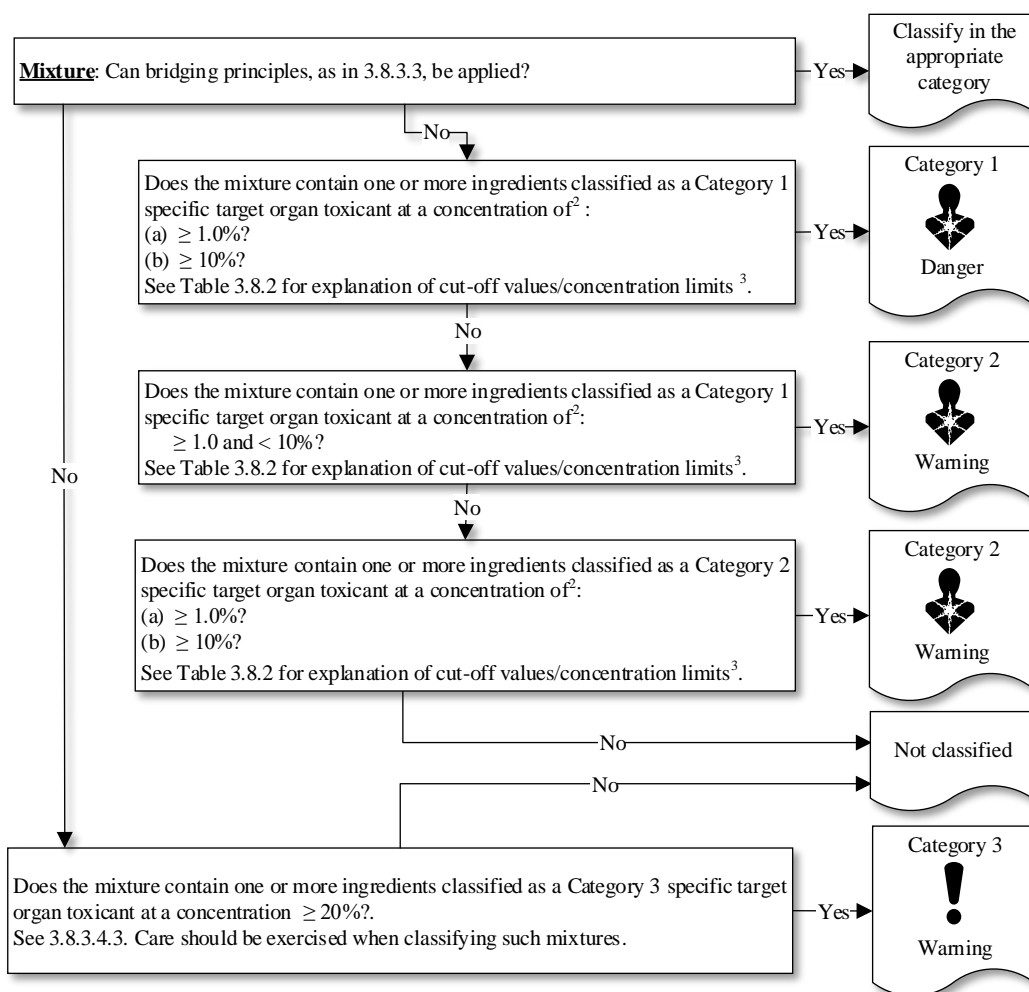 Mixture: Can bridging principles, as in 3.8.3.3, be applied?
Yes
Classify in the
appropriate
category
No
Does the mixture contain one or more ingredients classified as a Category 1
specific target organ toxicant at a concentration of2 :
(a) ≥ 1.0%?
(b) ≥ 10%?
See Table 3.8.2 for explanation of cut-off values/concentration limits 3.
Yes
Category 1
Danger
No
Does the mixture contain one or more ingredients classified as a Category 1
specific target organ toxicant at a concentration of2:
≥ 1.0 and < 10%?
See Table 3.8.2 for explanation of cut-off values/concentration limits3.
Yes
Category 2
Warning
No
No
Does the mixture contain one or more ingredients classified as a Category 2
specific target organ toxicant at a concentration of2:
(a) ≥ 1.0%?
(b) ≥ 10%?
See Table 3.8.2 for explanation of cut-off values/concentration limits3.
Yes
Category 2
Warning
No
Not classified
No
Does the mixture contain one or more ingredients classified as a Category 3 specific target
organ toxicant at a concentration ≥ 20%?.
See 3.8.3.4.3. Care should be exercised when classifying such mixtures.
Yes
Category 3
Warning